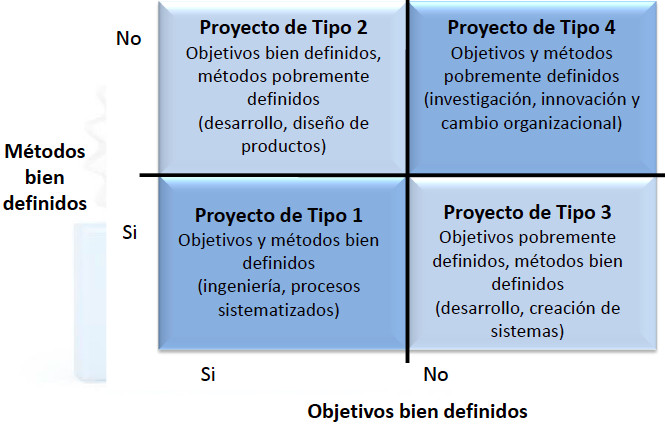 No
Proyecto de Tipo 2
Objetivos bien definidos,
métodos pobremente
definidos
(desarrollo, diseño de
productos)
Proyecto de Tipo 4
Objetivos y métodos
pobremente definidos
(investigación, innovación y
cambio organizacional)
Métodos
bien
definidos
Si
Proyecto de Tipo 1
Objetivos y métodos bien
definidos
(ingeniería, procesos
sistematizados)
Proyecto de Tipo 3
Objetivos pobremente
definidos, métodos bien
definidos
(desarrollo, creación de
sistemas)
Si
No
Objetivos bien definidos